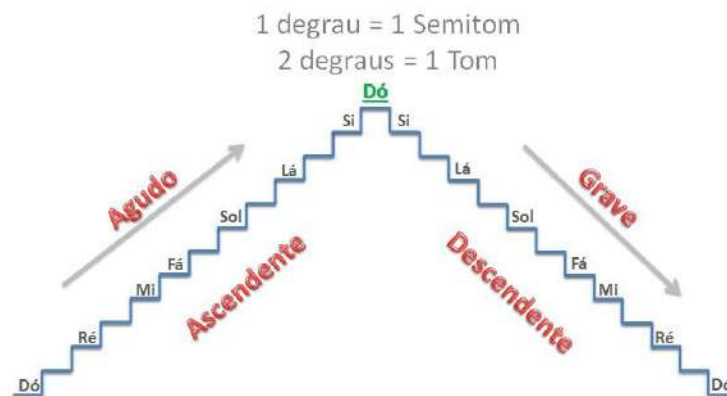 1 degrau = 1 Semitom
2 degraus = 1 Tom
Dó
Si Si
Lá Lá
Agudo
Grave
Sol Sol
Fá Fá
Ascendente
Descendente
Mi Mi
Ré Ré
Dó Dó